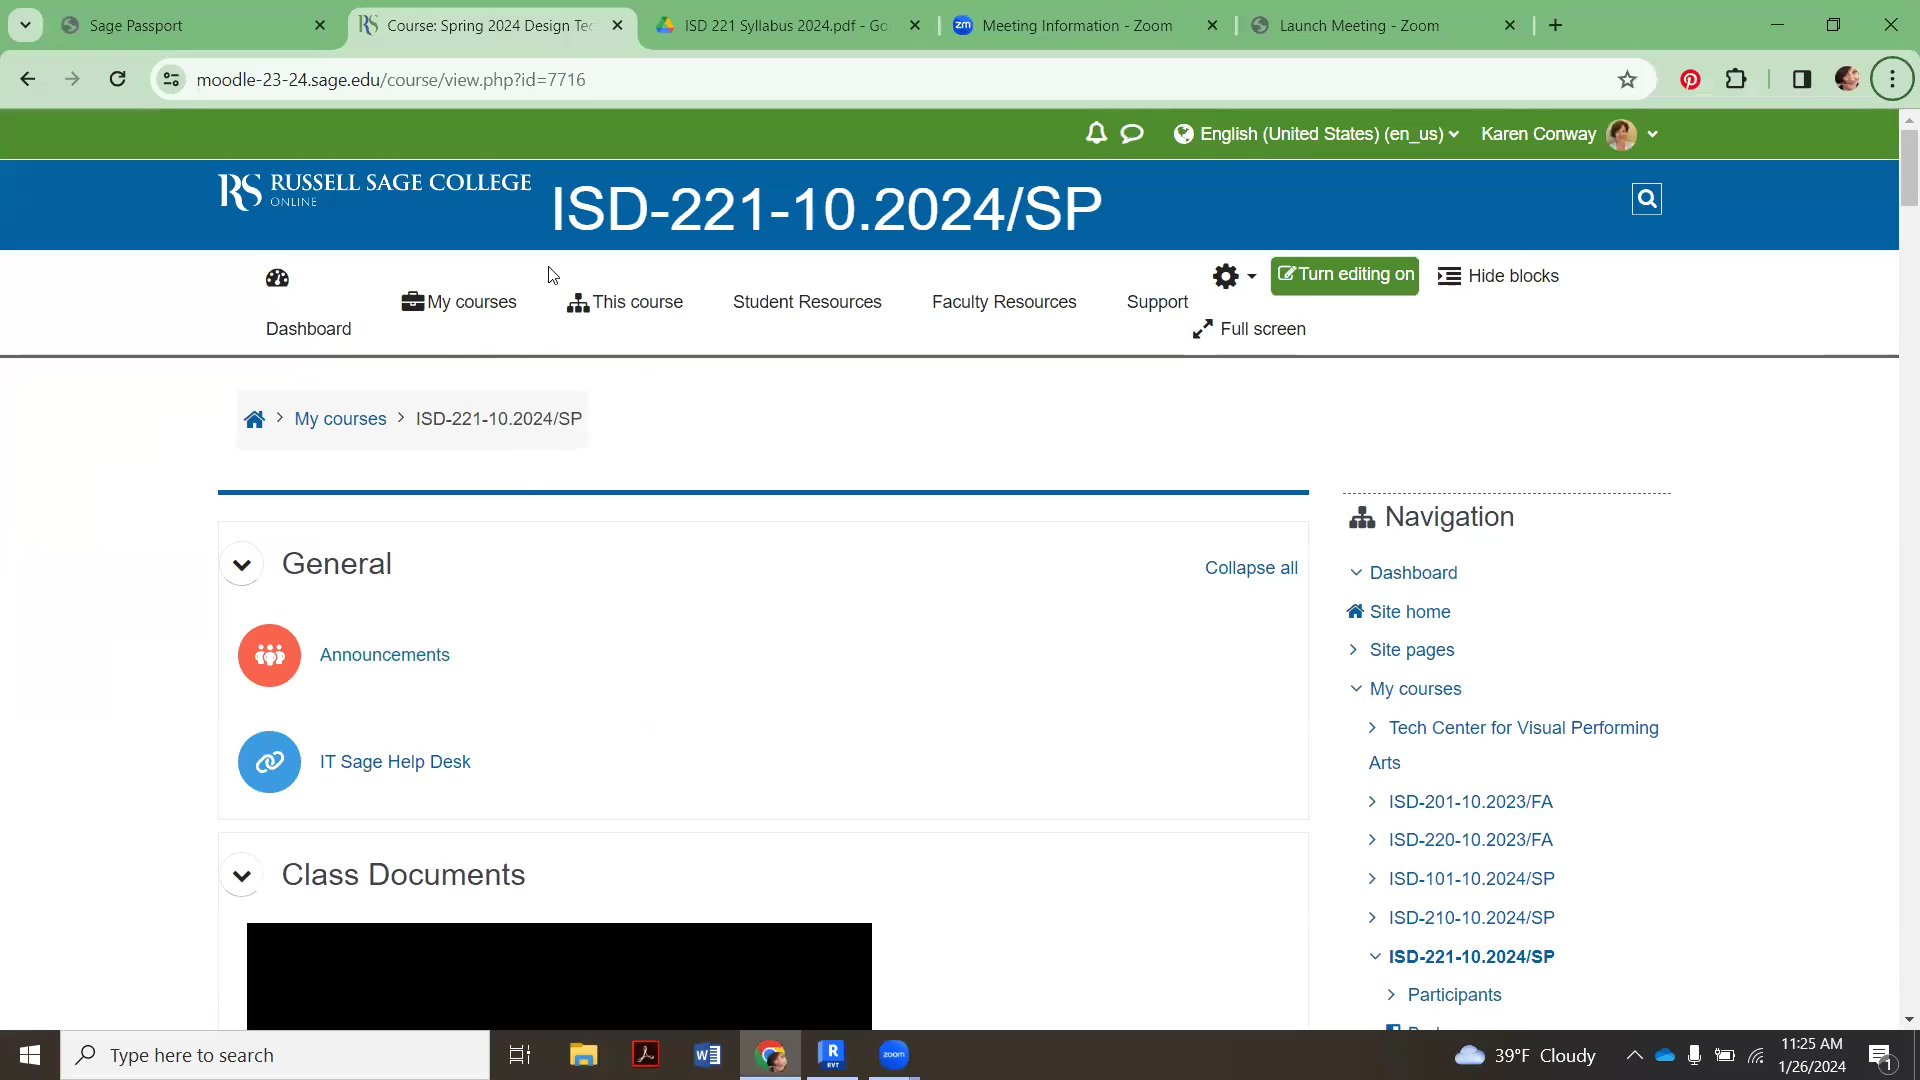 Sage Passport
Course: Spring 2024 Design Tec
ISD 221 Syllabus 2024.pdf - Go
zm
Meeting Information - Zoom
Launch Meeting - Zoom
moodle-23-24.sage.edu/course/view.php?id=7716
English (United States) (en_us)
Karen Conway
RS RUSSELL SAGE COLLEGE
ONLINE
ISD-221-10.2024/SP
Dashboard
My courses
This course
Student Resources
Faculty Resources
Support
Turn editing on
Hide blocks
Full screen
My courses
ISD-221-10.2024/SP
General
Collapse all
Announcements
IT Sage Help Desk
Class Documents
Navigation
Dashboard
Site home
Site pages
My courses
Tech Center for Visual Performing
Arts
ISD-201-10.2023/FA
ISD-220-10.2023/FA
ISD-101-10.2024/SP
ISD-210-10.2024/SP
ISD-221-10.2024/SP
Participants
Type here to search
R
RVT
zoom
39°F Cloudy
11:25 AM
1/26/2024
1